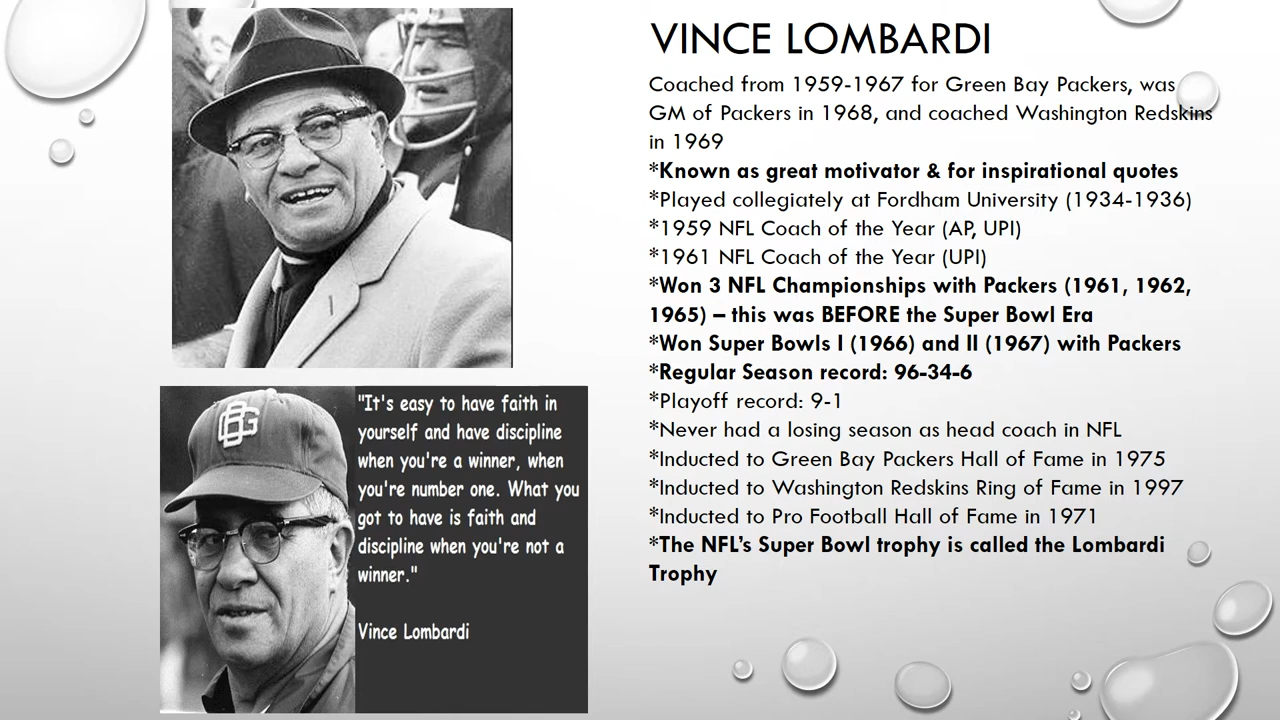 VINCE LOMBARDI
Coached from 1959-1967 for Green Bay Packers, was
GM of Packers in 1968, and coached Washington Redskins
in 1969
*Known as great motivator & for inspirational quotes
*Played collegiately at Fordham University (1934-1936)
*1959 NFL Coach of the Year (AP, UPI)
*1961 NFL Coach of the Year (UPI)
*Won 3 NFL Championships with Packers (1961, 1962,
1965) – this was BEFORE the Super Bowl Era
*Won Super Bowls I (1966) and II (1967) with Packers
*Regular Season record: 96-34-6
*Playoff record: 9-1
*Never had a losing season as head coach in NFL
*Inducted to Green Bay Packers Hall of Fame in 1975
*Inducted to Washington Redskins Ring of Fame in 1997
*Inducted to Pro Football Hall of Fame in 1971
*The NFL’s Super Bowl trophy is called the Lombardi
Trophy
GB
"It's easy to have faith in
yourself and have discipline
when you're a winner, when
you're number one. What you
got to have is faith and
discipline when you're not a
winner."
Vince Lombardi